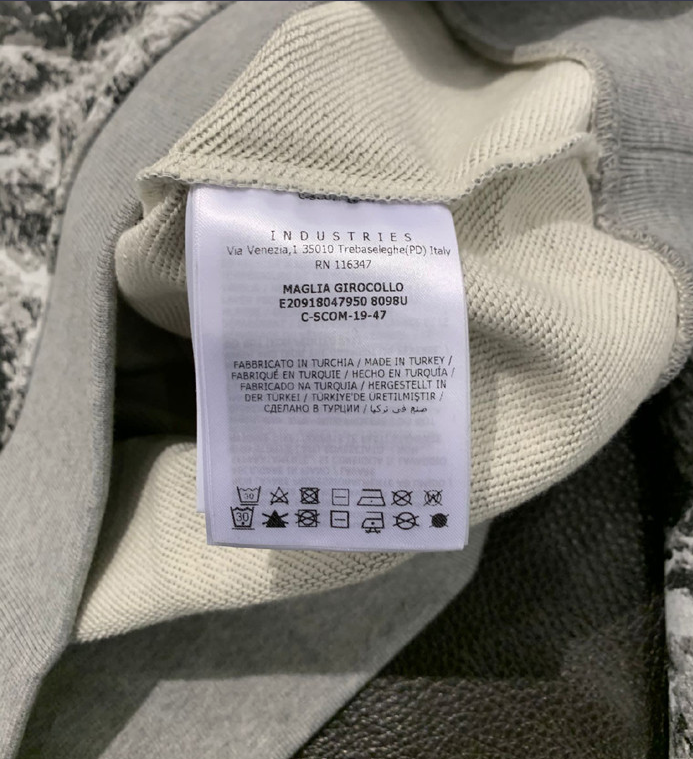 INDUSTRIES
Via Venezia,1 35010 Trebaseleghe(PD) Italy
RN 116347
MAGLIA GIROCOLLO
E20918047950 8098U
C-SCOM-19-47
FABBRICATO IN TURCHIA / MADE IN TURKEY /
FABRIQUÉ EN TURQUIE / HECHO EN TURQUÍA /
FABRICADO NA TURQUIA / HERGESTELLT IN
DER TÜRKEI / TÜRKIYE'DE ÜRETILMIŞTIR /
СДЕЛАНО В ТУРЦИИ / صنع في تركيا
30
30